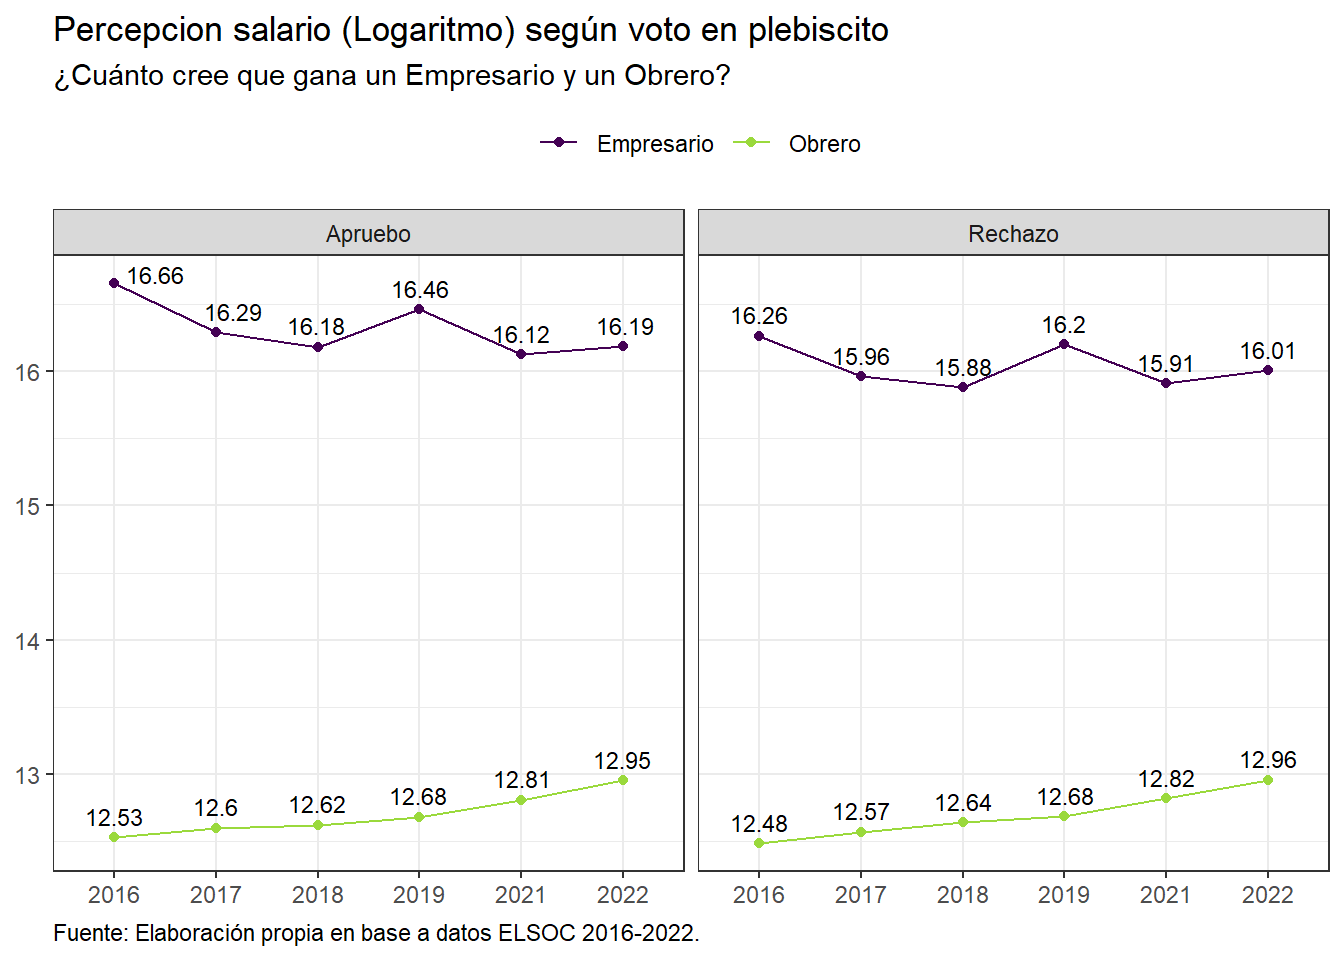 Percepcion salario (Logaritmo) según voto en plebiscito
¿Cuánto cree que gana un Empresario y un Obrero?
Empresario Obrero
Apruebo Rechazo
16.66 16.29 16.18 16.46 16.12 16.19
16.26 15.96 15.88 16.2 15.91 16.01
16
15
14
13
12.53 12.6 12.62 12.68 12.81 12.95
12.48 12.57 12.64 12.68 12.82 12.96
2016 2017 2018 2019 2021 2022 2016 2017 2018 2019 2021 2022
Fuente: Elaboración propia en base a datos ELSOC 2016-2022.